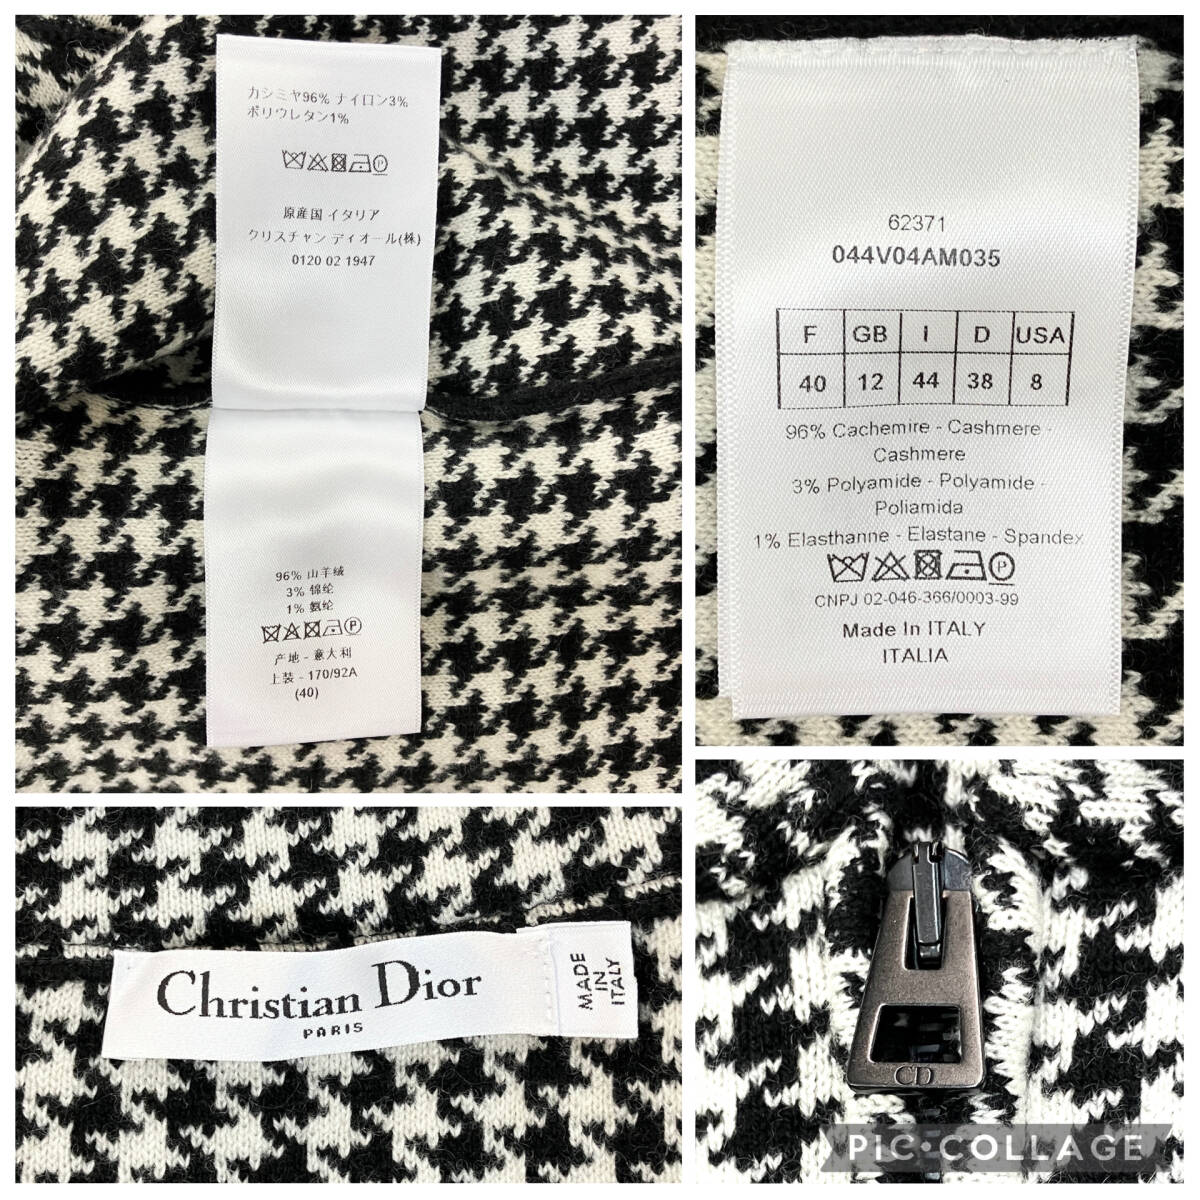 カシミヤ96% ナイロン3%
ポリウレタン1%
P
原産国 イタリア
クリスチャン ディオール(株)
0120 02 1947
96% 山羊绒
3% 锦纶
1% 氨纶
P
产地 - 意大利
上装 - 170/92A
(40)
62371
044V04AM035
F GB I D USA
40 12 44 38 8
96% Cachemire - Cashmere -
Cashmere
3% Polyamide - Polyamide -
Poliamida
1% Elasthanne - Elastane - Spandex
P
CNPJ 02-046-366/0003-99
Made In ITALY
ITALIA
Christian Dior
PARIS
MADE
IN
ITALY
CD
PIC·COLLAGE